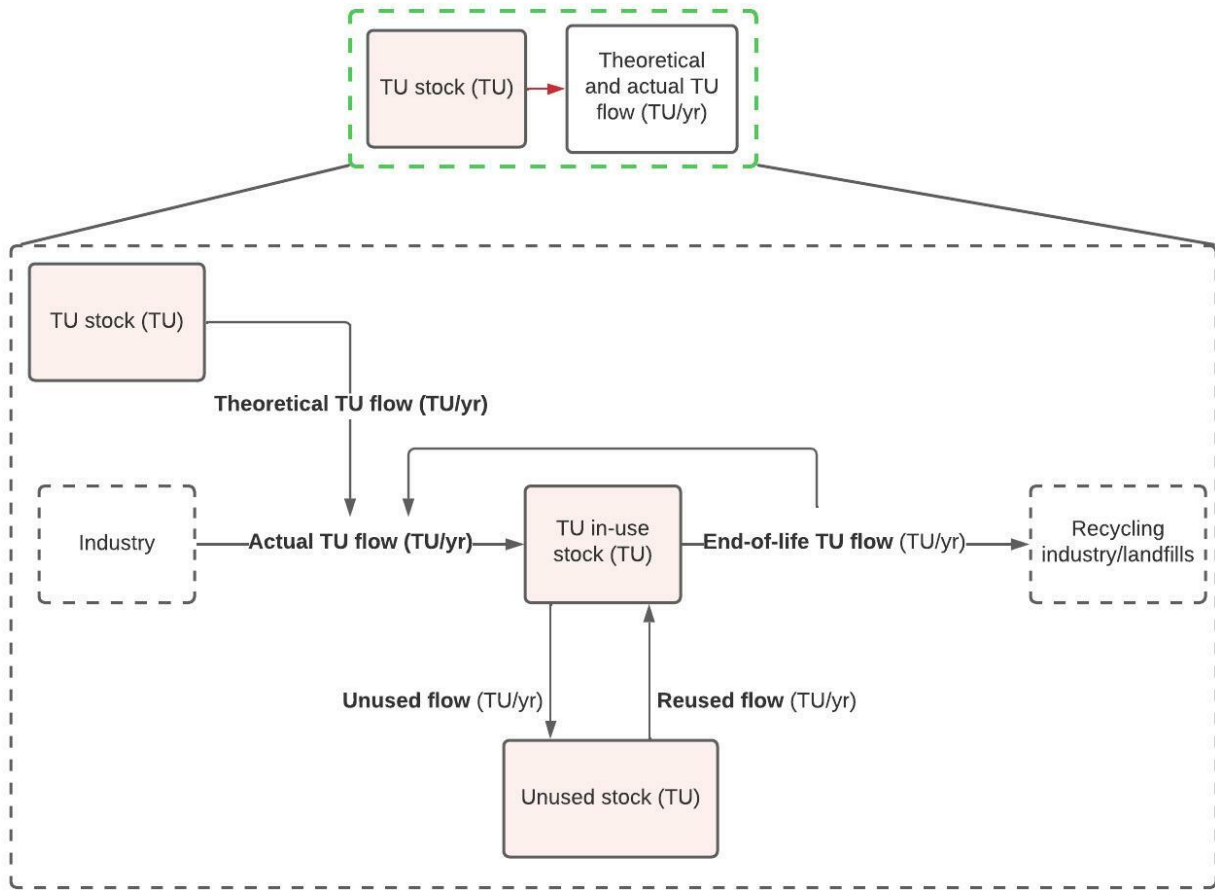 TU stock (TU)
Theoretical
and actual TU
flow (TU/yr)
TU stock (TU)
Theoretical TU flow (TU/yr)
Industry
Actual TU flow (TU/yr)
TU in-use
stock (TU)
End-of-life TU flow (TU/yr)
Recycling
industry/landfills
Unused flow (TU/yr)
Reused flow (TU/yr)
Unused stock (TU)